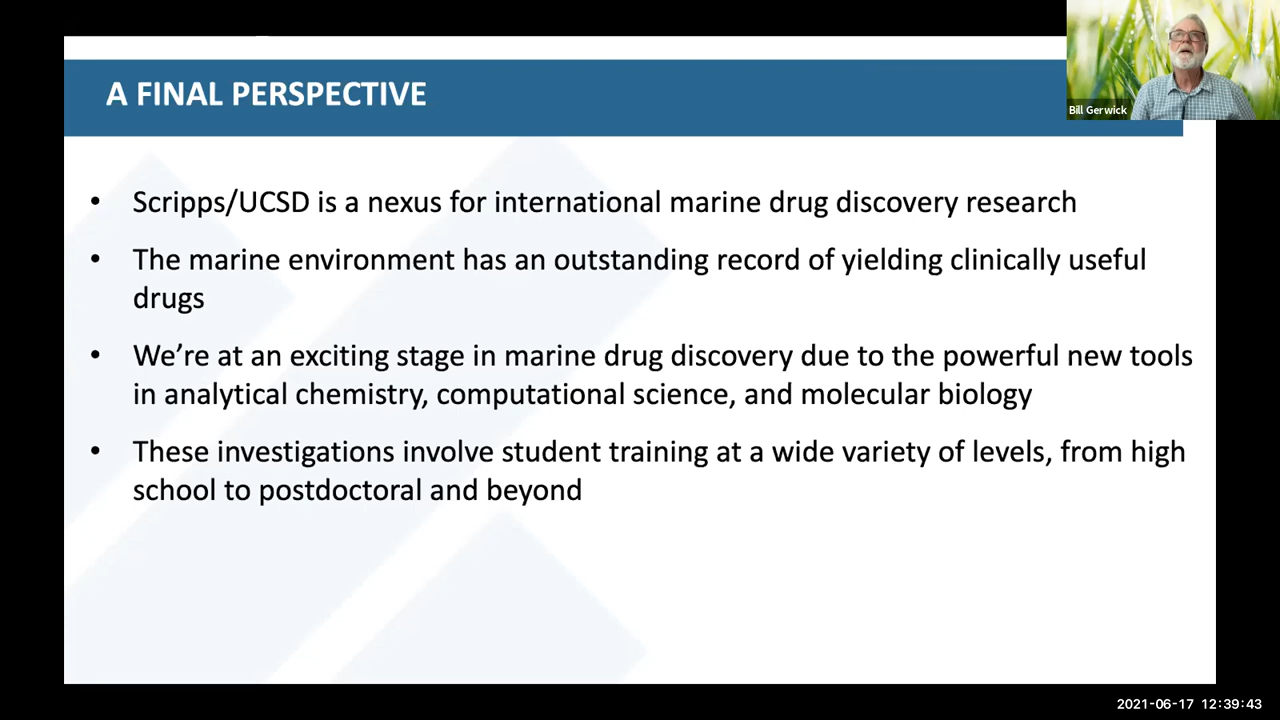 A FINAL PERSPECTIVE
Bill Gerwick
• Scripps/UCSD is a nexus for international marine drug discovery research
• The marine environment has an outstanding record of yielding clinically useful
drugs
• We’re at an exciting stage in marine drug discovery due to the powerful new tools
in analytical chemistry, computational science, and molecular biology
• These investigations involve student training at a wide variety of levels, from high
school to postdoctoral and beyond
2021-06-17 12:39:43